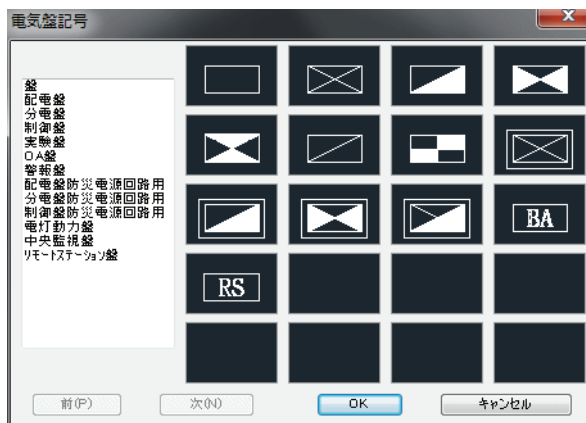 電気盤記号
盤
配電盤
分電盤
制御盤
実験盤
OA盤
警報盤
配電盤防災電源回路用
分電盤防災電源回路用
制御盤防災電源回路用
電灯動力盤
中央監視盤
ﾘﾓｰﾄｽﾃｰｼｮﾝ盤
BA
RS
前(P)
次(N)
OK
ｷｬﾝｾﾙ